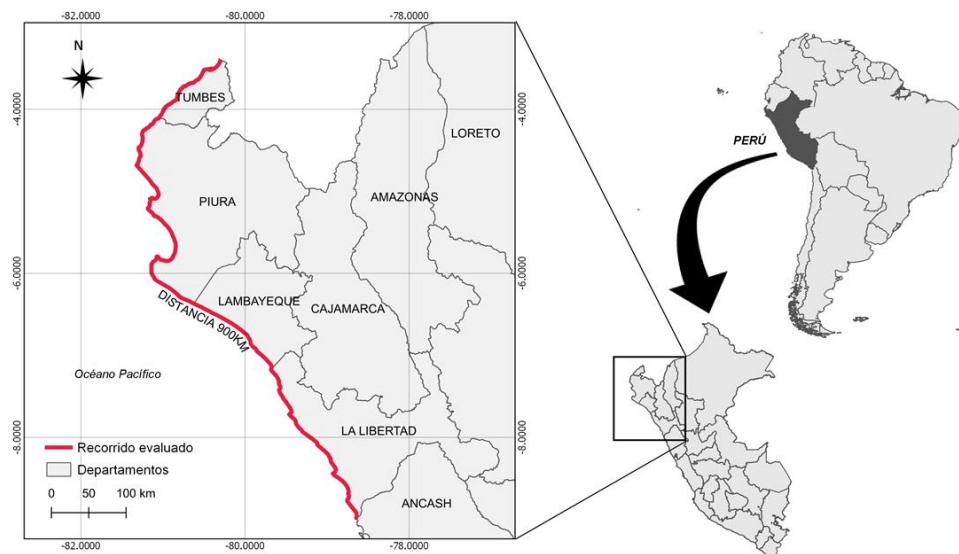 -82.0000
-80.0000
-78.0000
N
-4.0000
-4.0000
TUMBES
LORETO
PERÚ
PIURA
AMAZONAS
-6.0000
-6.0000
LAMBAYEQUE
CAJAMARCA
DISTANCIA 900KM
Océano Pacífico
-8.0000
-8.0000
LA LIBERTAD
Recorrido evaluado
Departamentos
0 50 100 km
ANCASH
-82.0000
-80.0000
-78.0000